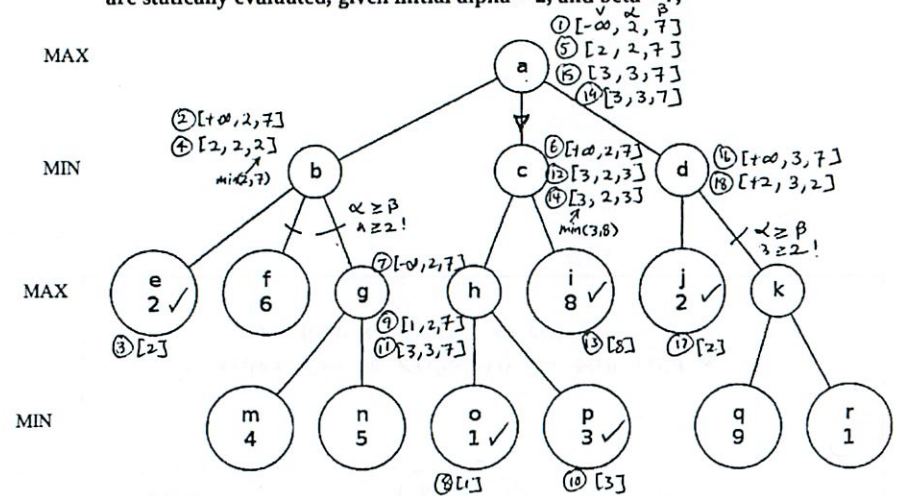 are statically evaluated, given initial alpha = 2, and beta
v α β
① [-∞, 2, 7]
⑤ [2, 2, 7]
⑮ [3, 3, 7]
⑲ [3, 3, 7]
MAX
a
② [+∞, 2, 7]
④ [2, 2, 2]
min(2,7)
MIN
b
c
⑥ [+∞, 2, 7]
⑫ [3, 2, 3]
⑭ [3, 2, 3]
min(3,8)
d
⑯ [+∞, 3, 7]
⑱ [+2, 3, 2]
α ≥ β
2 ≥ 2!
α ≥ β
3 ≥ 2!
MAX
e
2 ✓
③ [2]
f
6
g
⑦ [-∞, 2, 7]
⑨ [1, 2, 7]
⑪ [3, 3, 7]
h
i
8 ✓
⑬ [8]
j
2 ✓
⑰ [2]
k
MIN
m
4
n
5
o
1 ✓
⑧ [1]
p
3 ✓
⑩ [3]
q
9
r
1